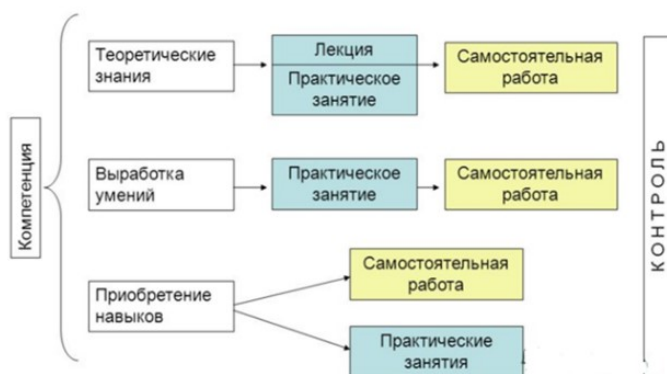 Компетенция
Теоретические
знания
Лекция
Практическое
занятие
Самостоятельная
работа
Выработка
умений
Практическое
занятие
Самостоятельная
работа
Приобретение
навыков
Самостоятельная
работа
Практические
занятия
КОНТРОЛЬ